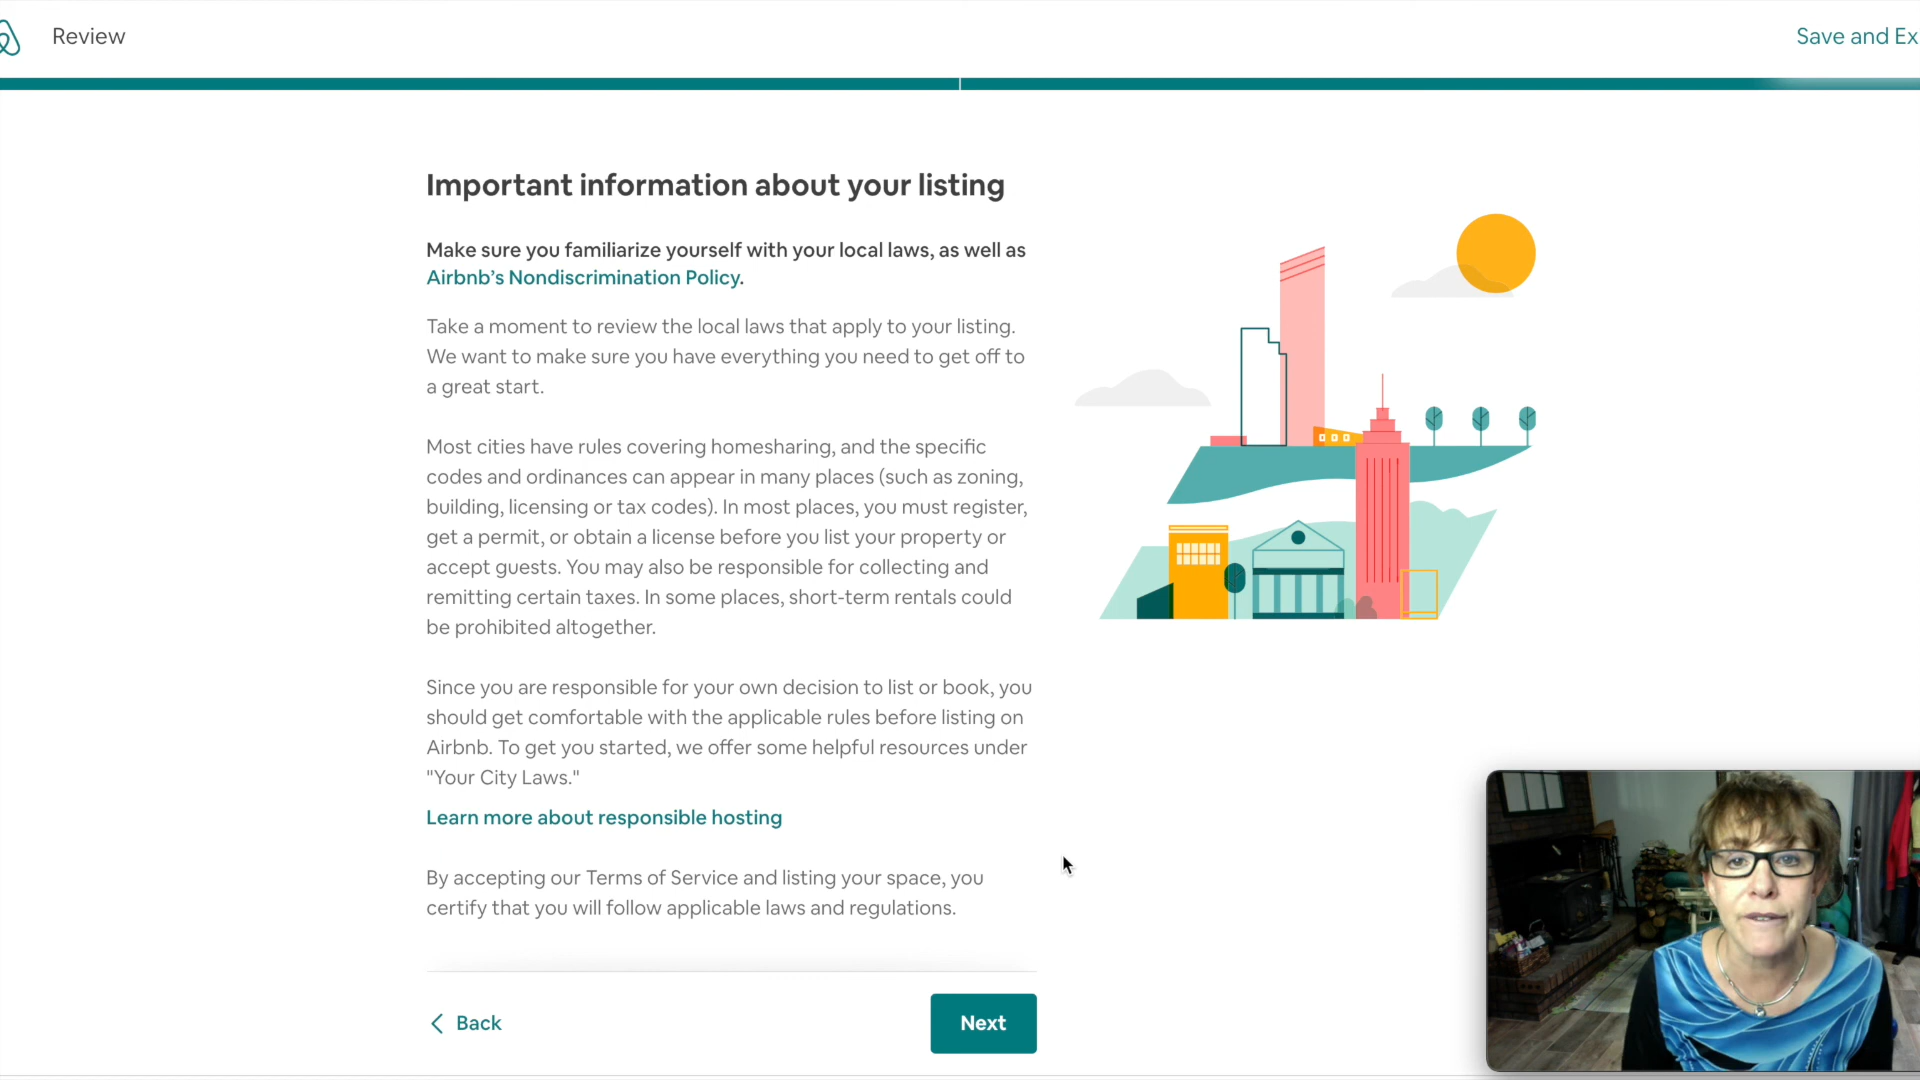 Review
Save and Ex
Important information about your listing
Make sure you familiarize yourself with your local laws, as well as
Airbnb’s Nondiscrimination Policy.
Take a moment to review the local laws that apply to your listing.
We want to make sure you have everything you need to get off to
a great start.
Most cities have rules covering homesharing, and the specific
codes and ordinances can appear in many places (such as zoning,
building, licensing or tax codes). In most places, you must register,
get a permit, or obtain a license before you list your property or
accept guests. You may also be responsible for collecting and
remitting certain taxes. In some places, short-term rentals could
be prohibited altogether.
Since you are responsible for your own decision to list or book, you
should get comfortable with the applicable rules before listing on
Airbnb. To get you started, we offer some helpful resources under
"Your City Laws."
Learn more about responsible hosting
By accepting our Terms of Service and listing your space, you
certify that you will follow applicable laws and regulations.
Back
Next